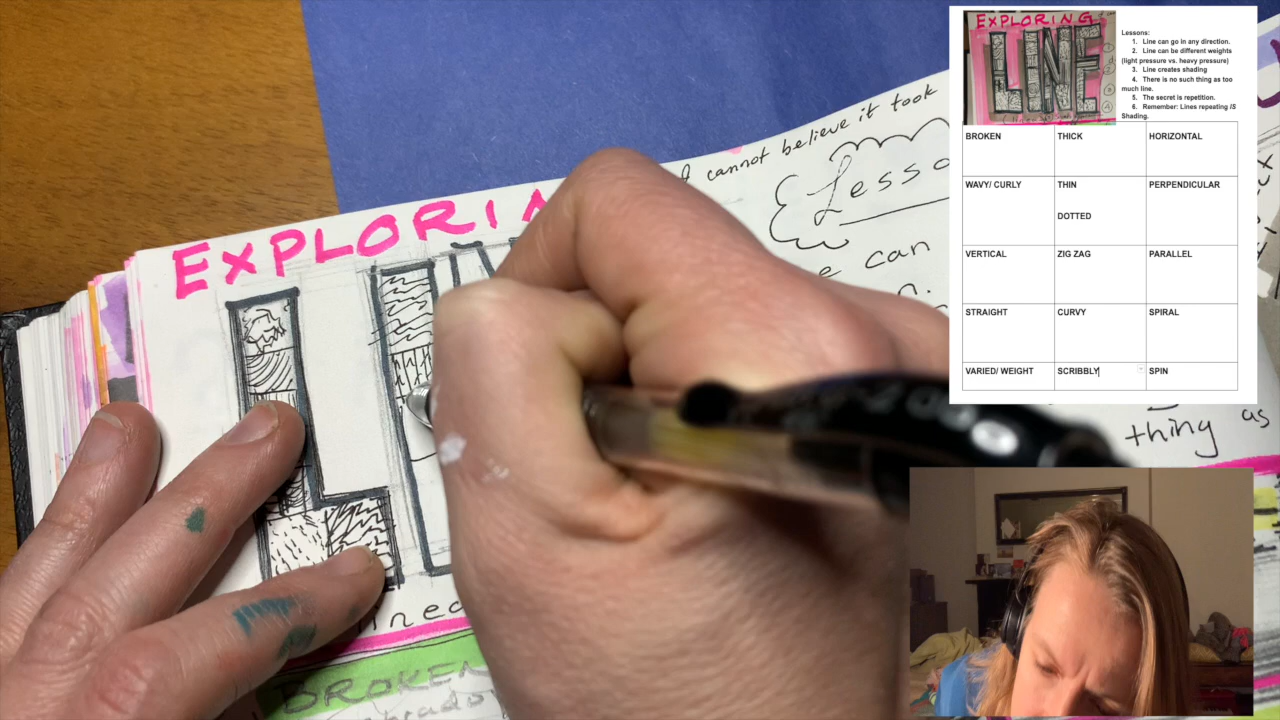 EXPLORIN
I cannot believe it took
Lesso
e can
n.
thing as
BROKEN
EXPLORING
LINE
Lessons:
1. Line can go in any direction.
2. Line can be different weights
(light pressure vs. heavy pressure)
3. Line creates shading
4. There is no such thing as too
much line.
5. The secret is repetition.
6. Remember: Lines repeating IS
Shading.
BROKEN THICK HORIZONTAL
WAVY/ CURLY THIN PERPENDICULAR
DOTTED
VERTICAL ZIG ZAG PARALLEL
STRAIGHT CURVY SPIRAL
VARIED/ WEIGHT SCRIBBLY SPIN